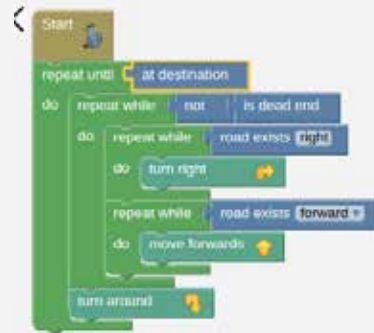 Start
repeat until at destination
do repeat while not is dead end
do repeat while road exists right
do turn right
repeat while road exists forward
do move forwards
turn around